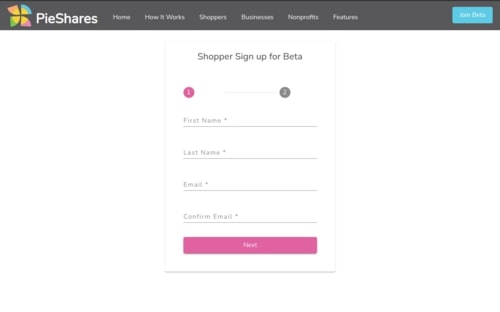 PieShares Home How It Works Shoppers Businesses Nonprofits Features Join Beta
Shopper Sign up for Beta
1 2
First Name *
Last Name *
Email *
Confirm Email *
Next